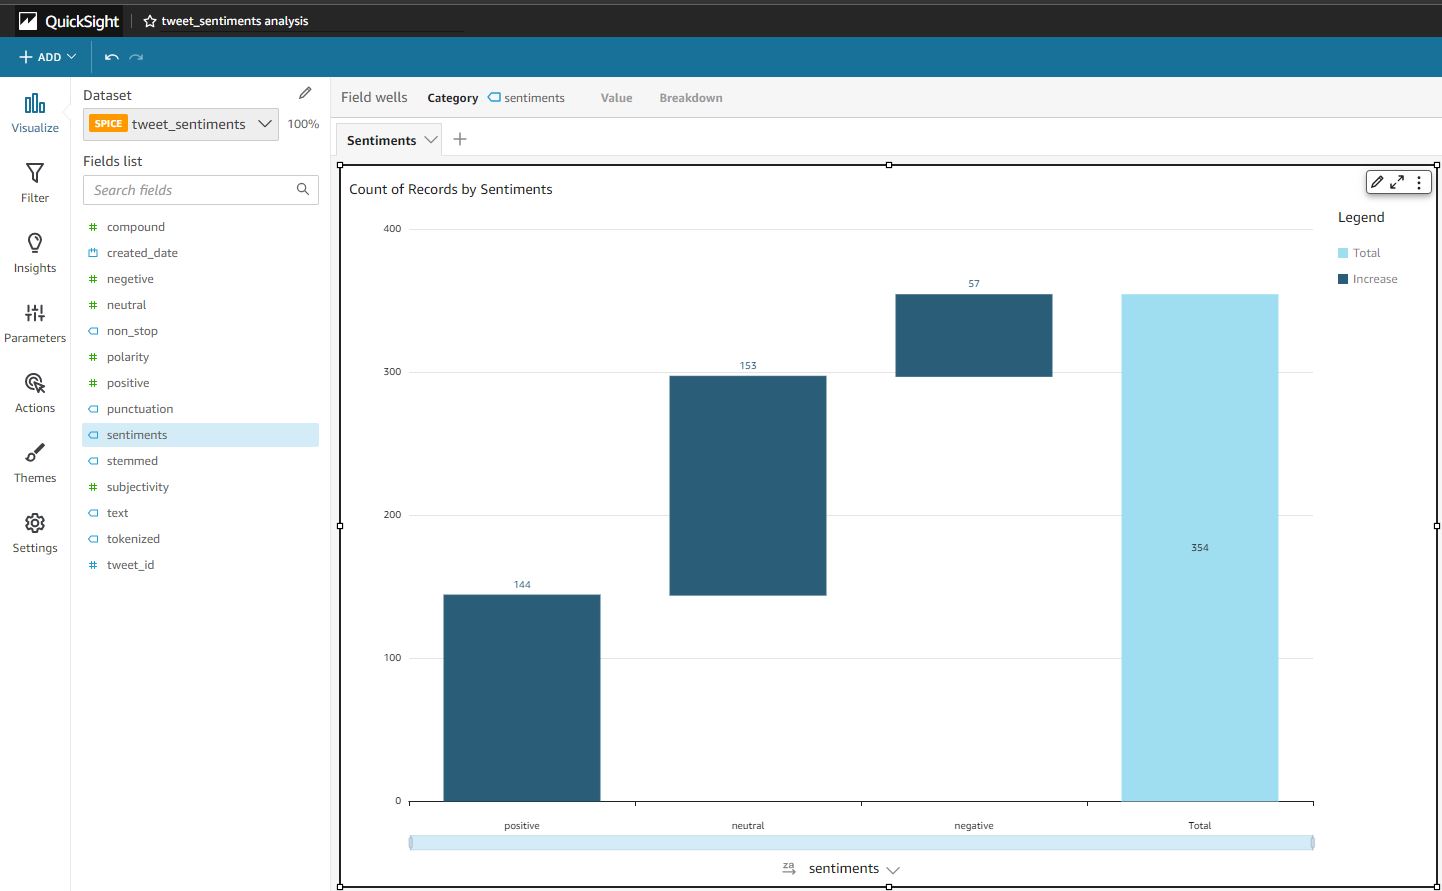 QuickSight
tweet_sentiments analysis
ADD
Visualize
Filter
Insights
Parameters
Actions
Themes
Settings
Dataset
SPICE tweet_sentiments 100%
Fields list
Search fields
compound
created_date
negetive
neutral
non_stop
polarity
positive
punctuation
sentiments
stemmed
subjectivity
text
tokenized
tweet_id
Field wells Category sentiments Value Breakdown
Sentiments
Count of Records by Sentiments
400
300
200
100
0
144
153
57
354
positive
neutral
negative
Total
za sentiments
Legend
Total
Increase